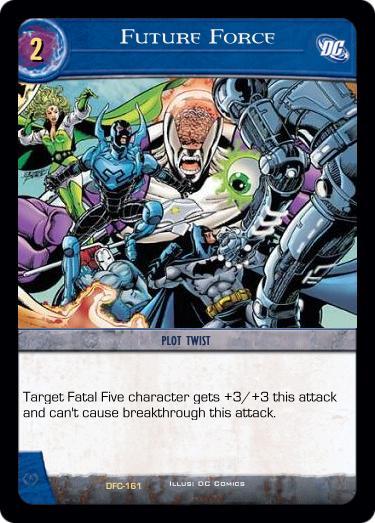 2
Future Force
DC
PLOT TWIST
Target Fatal Five character gets +3/+3 this attack
and can't cause breakthrough this attack.
DFC-161
Illus: DC Comics